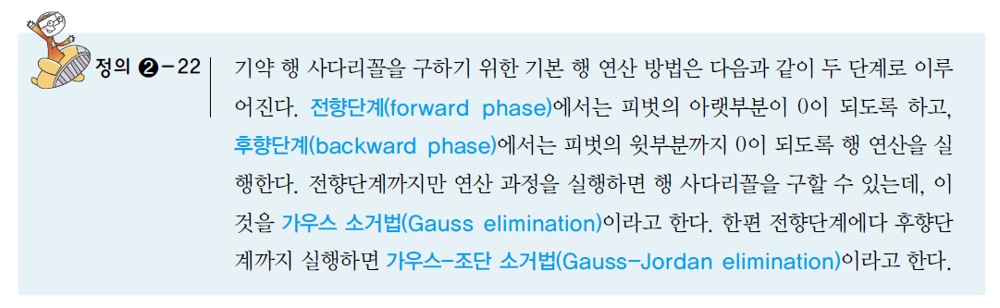 정의 ❷-22
기약 행 사다리꼴을 구하기 위한 기본 행 연산 방법은 다음과 같이 두 단계로 이루
어진다. 전향단계(forward phase)에서는 피벗의 아랫부분이 0이 되도록 하고,
후향단계(backward phase)에서는 피벗의 윗부분까지 0이 되도록 행 연산을 실
행한다. 전향단계까지만 연산 과정을 실행하면 행 사다리꼴을 구할 수 있는데, 이
것을 가우스 소거법(Gauss elimination)이라고 한다. 한편 전향단계에다 후향단
계까지 실행하면 가우스-조단 소거법(Gauss-Jordan elimination)이라고 한다.